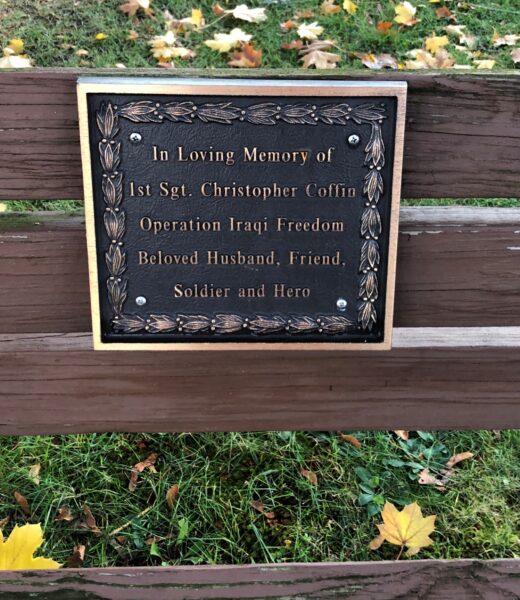 In Loving Memory of
1st Sgt. Christopher Coffin
Operation Iraqi Freedom
Beloved Husband, Friend,
Soldier and Hero